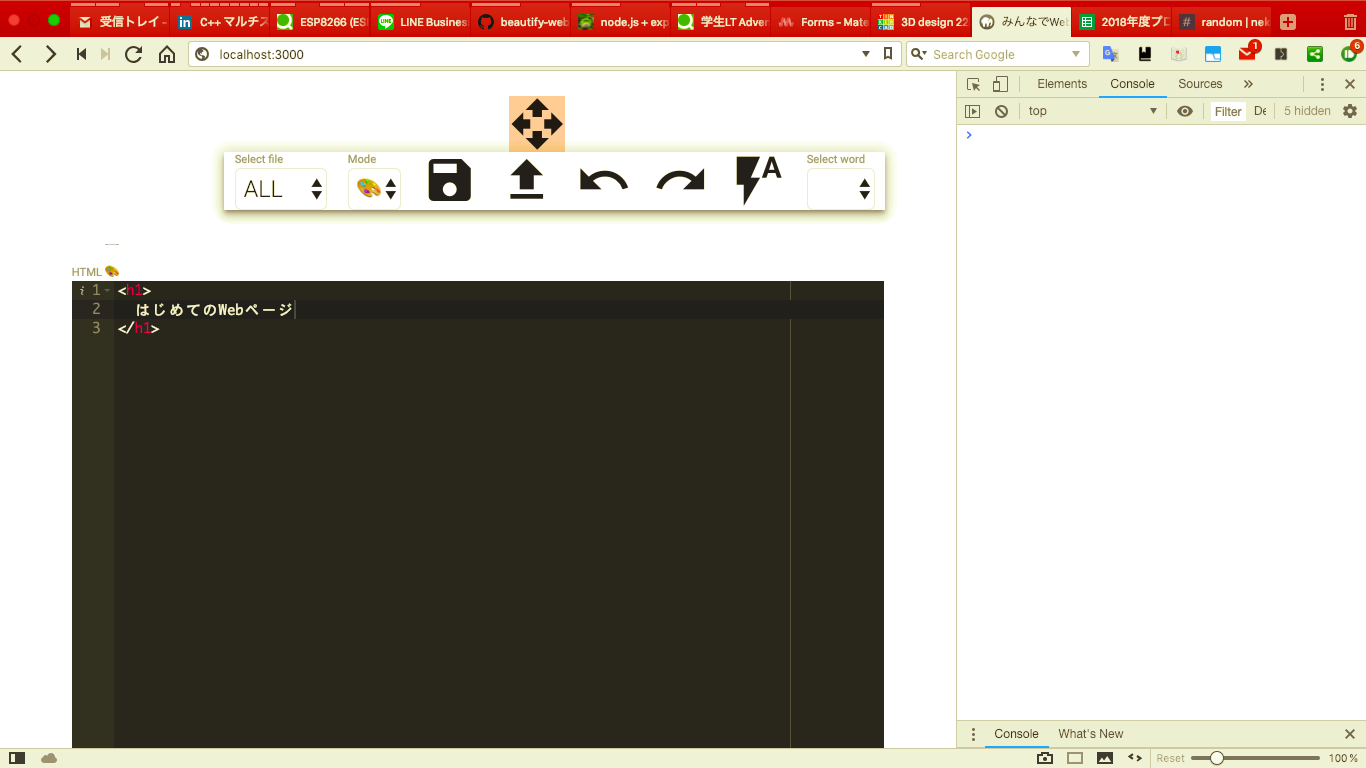 受信トレイ –
C++ マルチス
ESP8266 (ES
LINE Busines
beautify-web
node.js + exp
学生LT Adver
Forms - Mate
3D design 22
みんなでWeb
2018年度プロ
random | nek
localhost:3000
Search Google
1
6
Elements
Console
Sources
top
Filter
De
5 hidden
Select file
Mode
Select word
ALL
A
HTML
1 <h1>
2 はじめてのWebページ
3 </h1>
Console
What's New
Reset
100 %